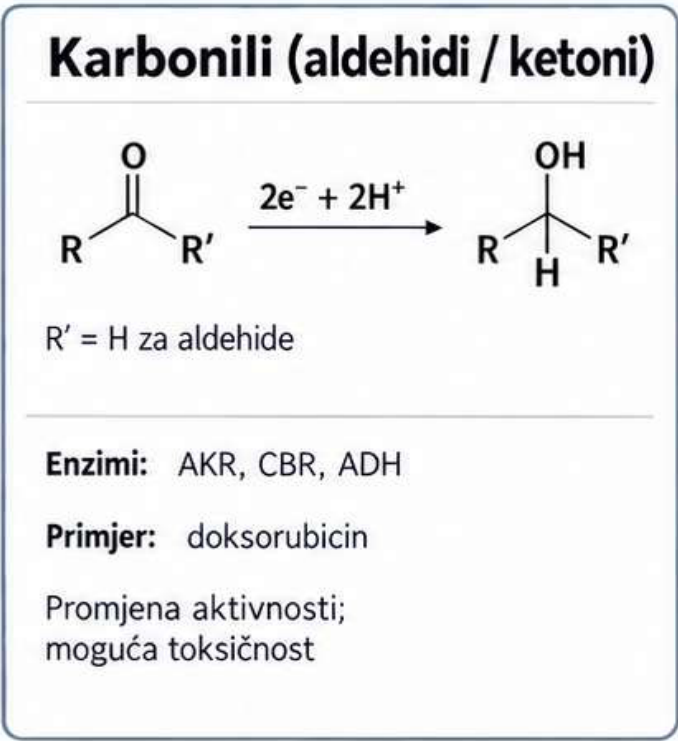 Karbonili (aldehidi / ketoni)
O
R
R′
2e⁻ + 2H⁺
OH
R
H
R′
R′ = H za aldehide
Enzimi: AKR, CBR, ADH
Primjer: doksorubicin
Promjena aktivnosti;
moguća toksičnost